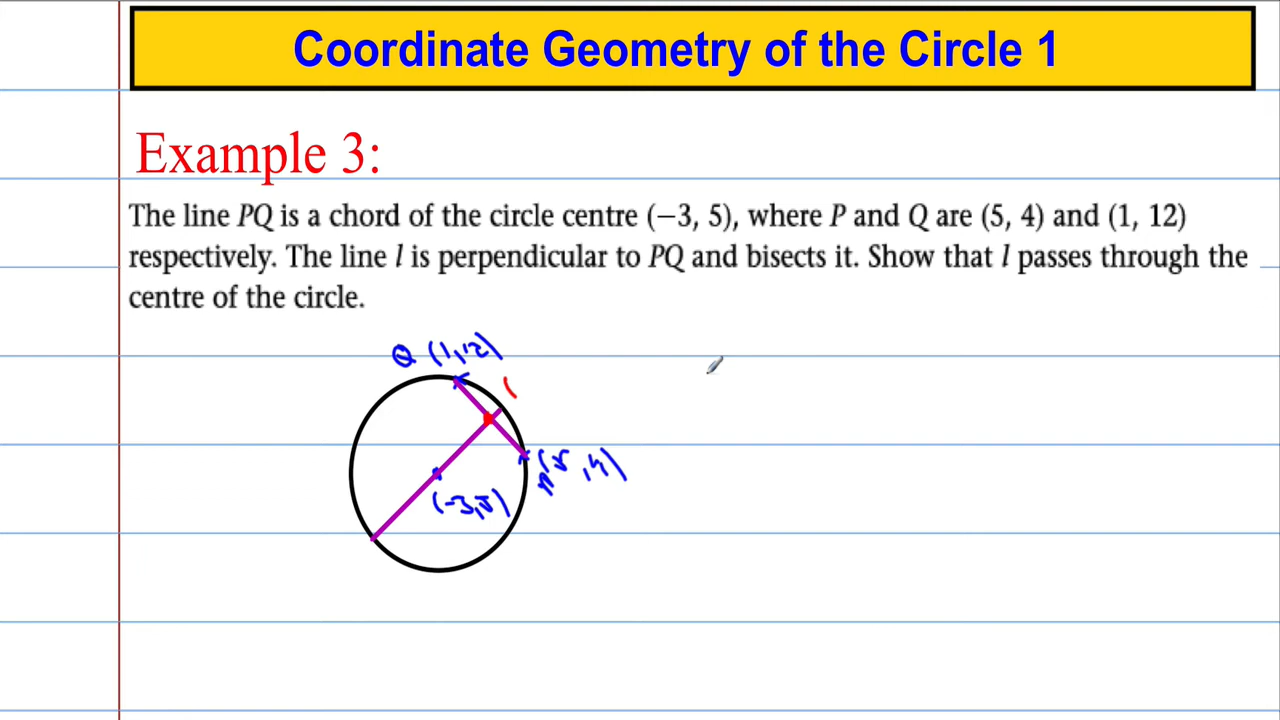 Coordinate Geometry of the Circle 1
Example 3:
The line PQ is a chord of the circle centre (−3, 5), where P and Q are (5, 4) and (1, 12)
respectively. The line l is perpendicular to PQ and bisects it. Show that l passes through the
centre of the circle.
Q (1,12)
l
P(5,4)
(-3,5)